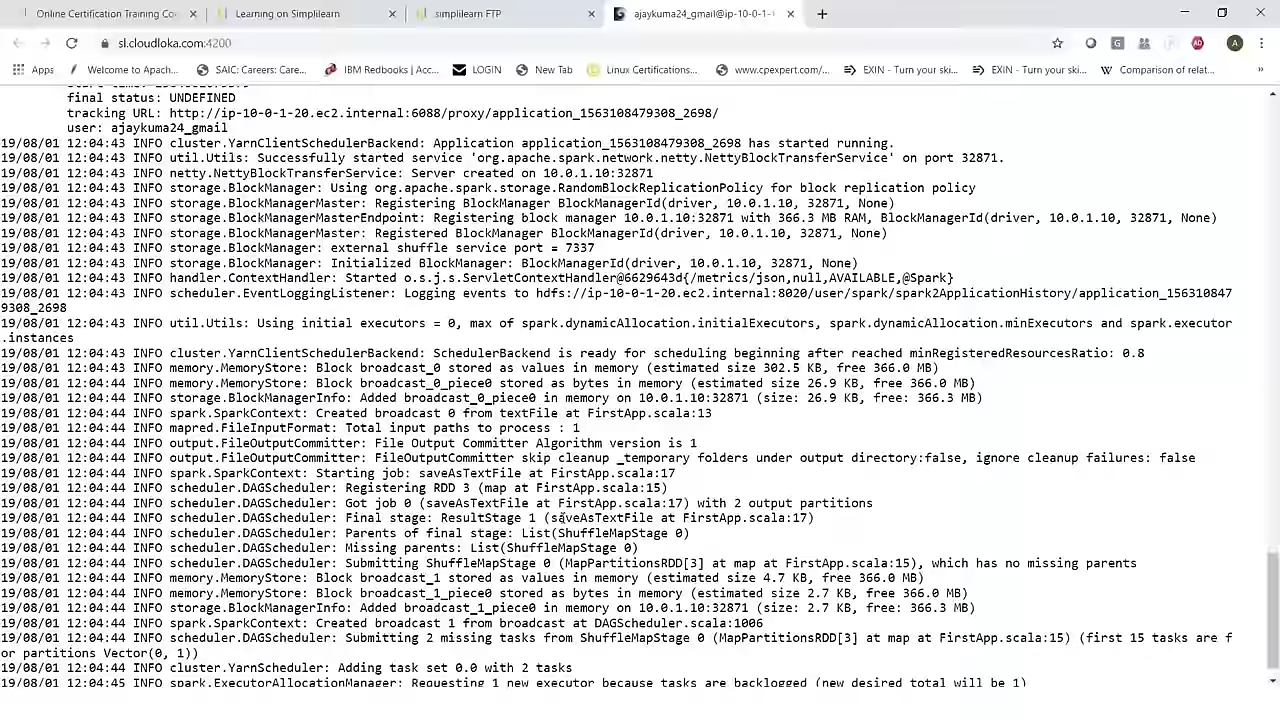 Online Certification Training Co
Learning on Simplilearn
simplilearn FTP
ajaykuma24_gmail@ip-10-0-1-
sl.cloudloka.com:4200
Apps
Welcome to Apach...
SAIC: Careers: Care...
IBM Redbooks | Acc...
LOGIN
New Tab
Linux Certifications...
www.cpexpert.com/...
EXIN - Turn your ski...
EXIN - Turn your ski...
Comparison of relat...
final status: UNDEFINED
tracking URL: http://ip-10-0-1-20.ec2.internal:6088/proxy/application_1563108479308_2698/
user: ajaykuma24_gmail
19/08/01 12:04:43 INFO cluster.YarnClientSchedulerBackend: Application application_1563108479308_2698 has started running.
19/08/01 12:04:43 INFO util.Utils: Successfully started service 'org.apache.spark.network.netty.NettyBlockTransferService' on port 32871.
19/08/01 12:04:43 INFO netty.NettyBlockTransferService: Server created on 10.0.1.10:32871
19/08/01 12:04:43 INFO storage.BlockManager: Using org.apache.spark.storage.RandomBlockReplicationPolicy for block replication policy
19/08/01 12:04:43 INFO storage.BlockManagerMaster: Registering BlockManager BlockManagerId(driver, 10.0.1.10, 32871, None)
19/08/01 12:04:43 INFO storage.BlockManagerMasterEndpoint: Registering block manager 10.0.1.10:32871 with 366.3 MB RAM, BlockManagerId(driver, 10.0.1.10, 32871, None)
19/08/01 12:04:43 INFO storage.BlockManagerMaster: Registered BlockManager BlockManagerId(driver, 10.0.1.10, 32871, None)
19/08/01 12:04:43 INFO storage.BlockManager: external shuffle service port = 7337
19/08/01 12:04:43 INFO storage.BlockManager: Initialized BlockManager: BlockManagerId(driver, 10.0.1.10, 32871, None)
19/08/01 12:04:43 INFO handler.ContextHandler: Started o.s.j.s.ServletContextHandler@6629643d{/metrics/json,null,AVAILABLE,@Spark}
19/08/01 12:04:43 INFO scheduler.EventLoggingListener: Logging events to hdfs://ip-10-0-1-20.ec2.internal:8020/user/spark/spark2ApplicationHistory/application_156310847
9308_2698
19/08/01 12:04:43 INFO util.Utils: Using initial executors = 0, max of spark.dynamicAllocation.initialExecutors, spark.dynamicAllocation.minExecutors and spark.executor
.instances
19/08/01 12:04:43 INFO cluster.YarnClientSchedulerBackend: SchedulerBackend is ready for scheduling beginning after reached minRegisteredResourcesRatio: 0.8
19/08/01 12:04:43 INFO memory.MemoryStore: Block broadcast_0 stored as values in memory (estimated size 302.5 KB, free 366.0 MB)
19/08/01 12:04:43 INFO memory.MemoryStore: Block broadcast_0_piece0 stored as bytes in memory (estimated size 26.9 KB, free 366.0 MB)
19/08/01 12:04:44 INFO storage.BlockManagerInfo: Added broadcast_0_piece0 in memory on 10.0.1.10:32871 (size: 26.9 KB, free: 366.3 MB)
19/08/01 12:04:44 INFO spark.SparkContext: Created broadcast 0 from textFile at FirstApp.scala:13
19/08/01 12:04:44 INFO mapred.FileInputFormat: Total input paths to process : 1
19/08/01 12:04:44 INFO output.FileOutputCommitter: File Output Committer Algorithm version is 1
19/08/01 12:04:44 INFO output.FileOutputCommitter: FileOutputCommitter skip cleanup _temporary folders under output directory:false, ignore cleanup failures: false
19/08/01 12:04:44 INFO spark.SparkContext: Starting job: saveAsTextFile at FirstApp.scala:17
19/08/01 12:04:44 INFO scheduler.DAGScheduler: Registering RDD 3 (map at FirstApp.scala:15)
19/08/01 12:04:44 INFO scheduler.DAGScheduler: Got job 0 (saveAsTextFile at FirstApp.scala:17) with 2 output partitions
19/08/01 12:04:44 INFO scheduler.DAGScheduler: Final stage: ResultStage 1 (saveAsTextFile at FirstApp.scala:17)
19/08/01 12:04:44 INFO scheduler.DAGScheduler: Parents of final stage: List(ShuffleMapStage 0)
19/08/01 12:04:44 INFO scheduler.DAGScheduler: Missing parents: List(ShuffleMapStage 0)
19/08/01 12:04:44 INFO scheduler.DAGScheduler: Submitting ShuffleMapStage 0 (MapPartitionsRDD[3] at map at FirstApp.scala:15), which has no missing parents
19/08/01 12:04:44 INFO memory.MemoryStore: Block broadcast_1 stored as values in memory (estimated size 4.7 KB, free 366.0 MB)
19/08/01 12:04:44 INFO memory.MemoryStore: Block broadcast_1_piece0 stored as bytes in memory (estimated size 2.7 KB, free 366.0 MB)
19/08/01 12:04:44 INFO storage.BlockManagerInfo: Added broadcast_1_piece0 in memory on 10.0.1.10:32871 (size: 2.7 KB, free: 366.3 MB)
19/08/01 12:04:44 INFO spark.SparkContext: Created broadcast 1 from broadcast at DAGScheduler.scala:1006
19/08/01 12:04:44 INFO scheduler.DAGScheduler: Submitting 2 missing tasks from ShuffleMapStage 0 (MapPartitionsRDD[3] at map at FirstApp.scala:15) (first 15 tasks are f
or partitions Vector(0, 1))
19/08/01 12:04:44 INFO cluster.YarnScheduler: Adding task set 0.0 with 2 tasks
19/08/01 12:04:45 INFO spark.ExecutorAllocationManager: Requesting 1 new executor because tasks are backlogged (new desired total will be 1)